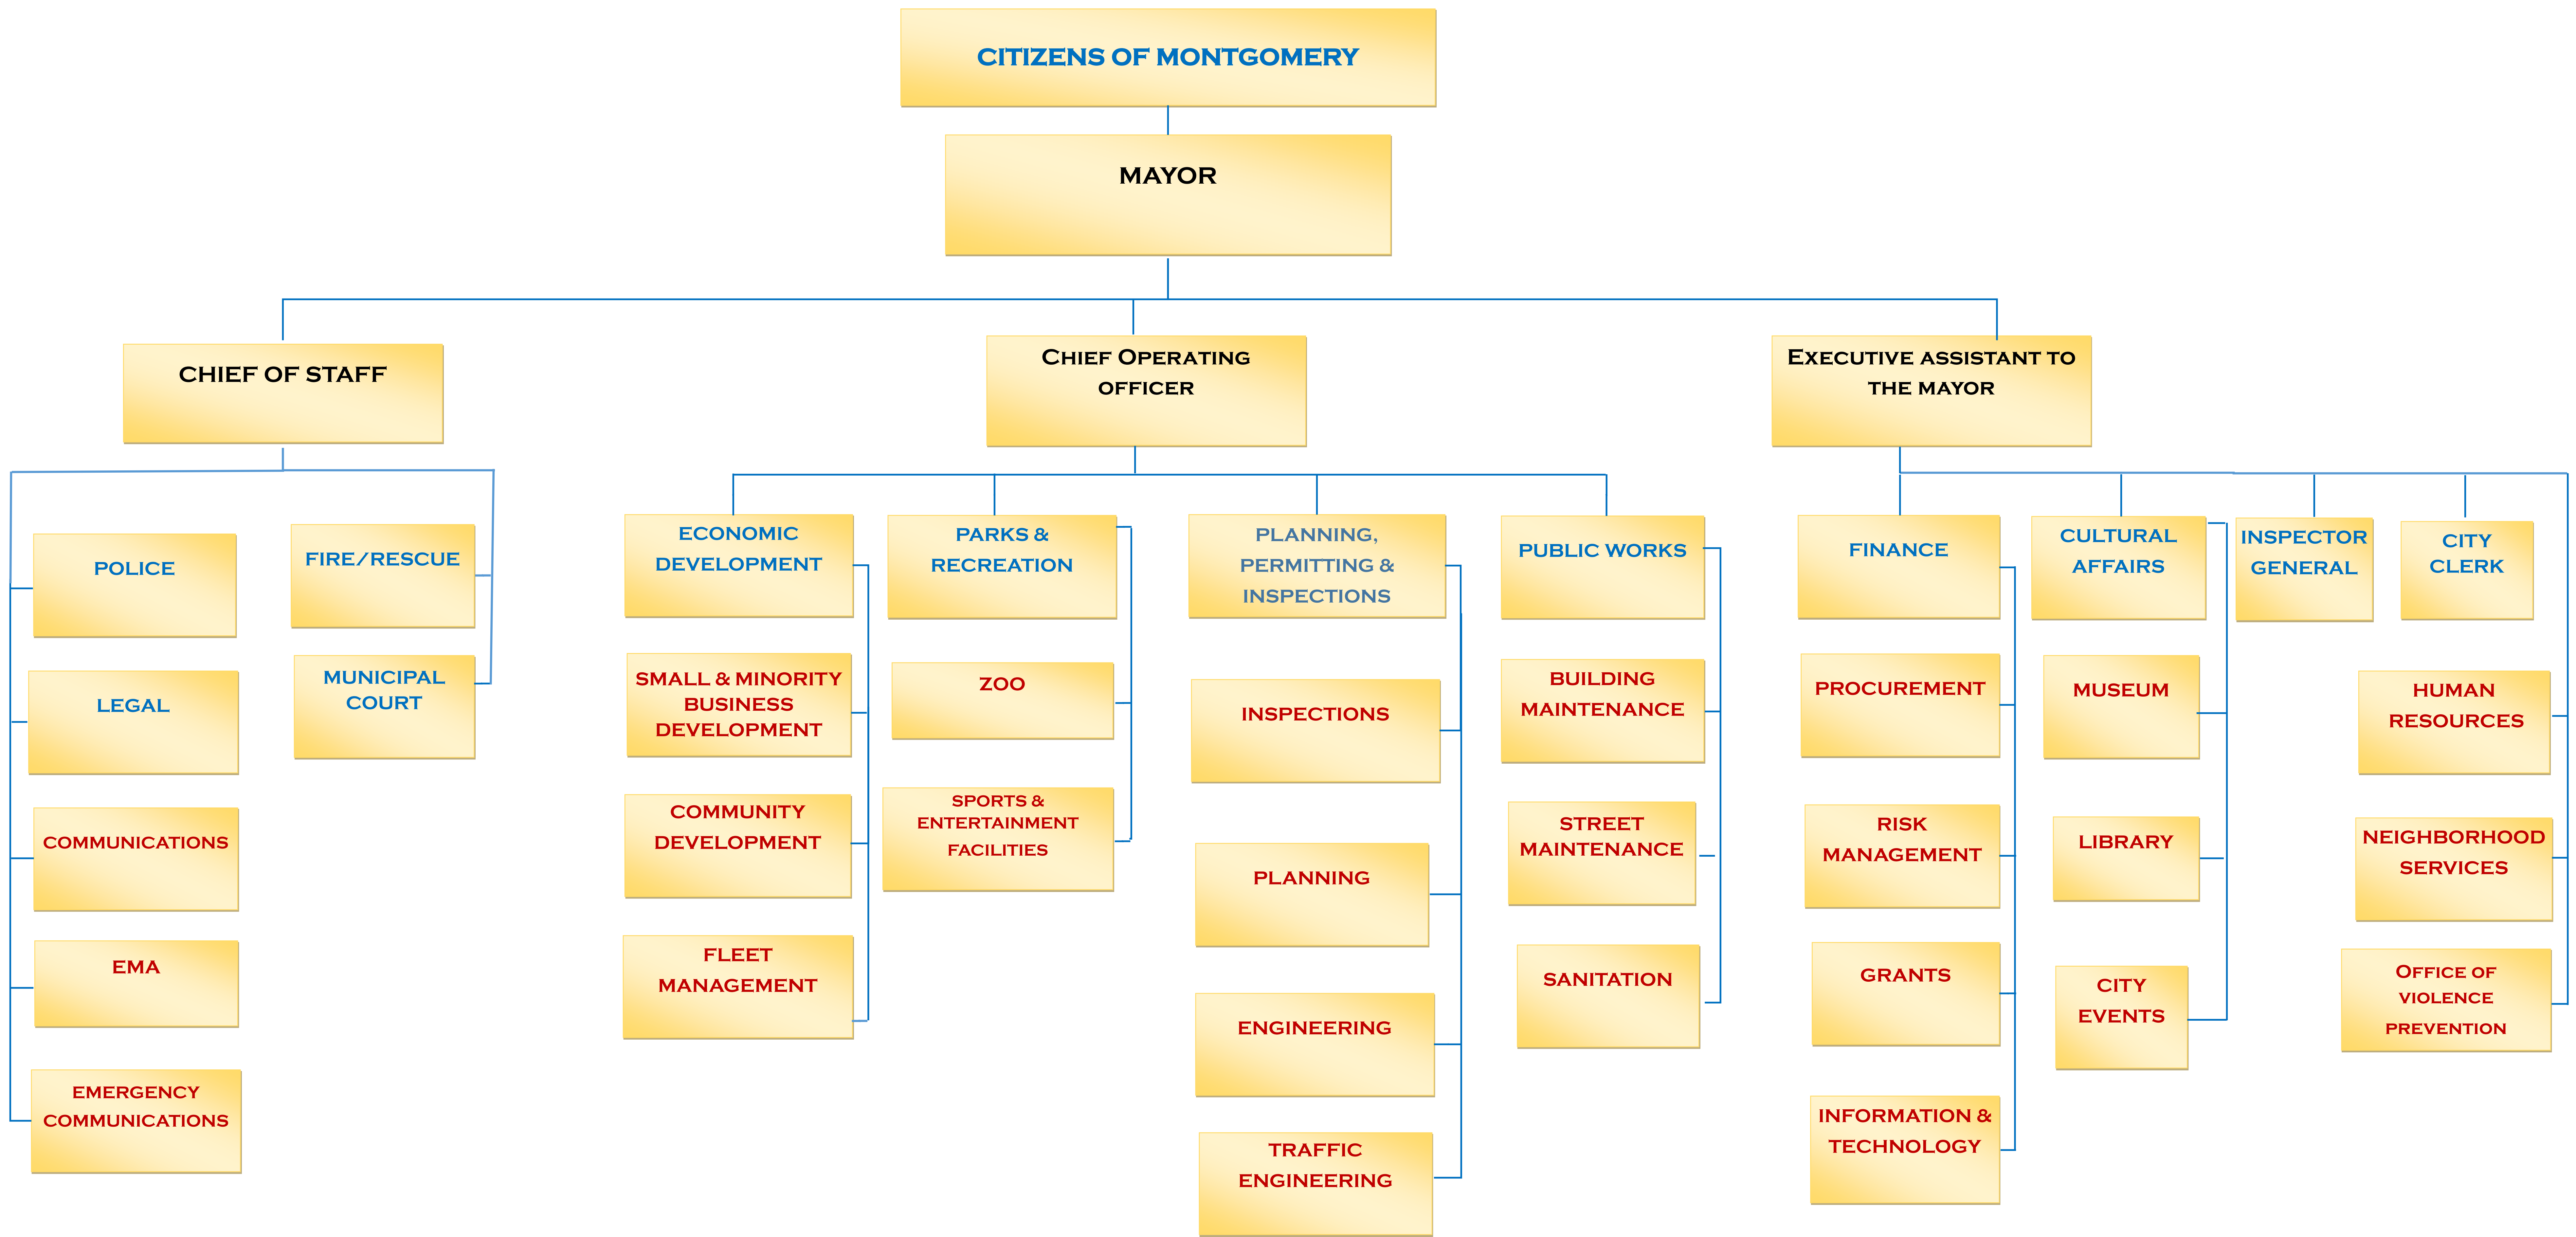 CITIZENS OF MONTGOMERY
MAYOR
CHIEF OF STAFF
Chief Operating
officer
Executive assistant to
the mayor
POLICE
LEGAL
COMMUNICATIONS
EMA
EMERGENCY
COMMUNICATIONS
FIRE/RESCUE
MUNICIPAL
COURT
ECONOMIC
DEVELOPMENT
SMALL & MINORITY
BUSINESS
DEVELOPMENT
COMMUNITY
DEVELOPMENT
FLEET
MANAGEMENT
PARKS &
RECREATION
ZOO
SPORTS &
ENTERTAINMENT
FACILITIES
PLANNING,
PERMITTING &
INSPECTIONS
INSPECTIONS
PLANNING
ENGINEERING
TRAFFIC
ENGINEERING
PUBLIC WORKS
BUILDING
MAINTENANCE
STREET
MAINTENANCE
SANITATION
FINANCE
PROCUREMENT
RISK
MANAGEMENT
GRANTS
INFORMATION &
TECHNOLOGY
CULTURAL
AFFAIRS
MUSEUM
LIBRARY
CITY
EVENTS
INSPECTOR
GENERAL
CITY
CLERK
HUMAN
RESOURCES
NEIGHBORHOOD
SERVICES
Office of
violence
prevention